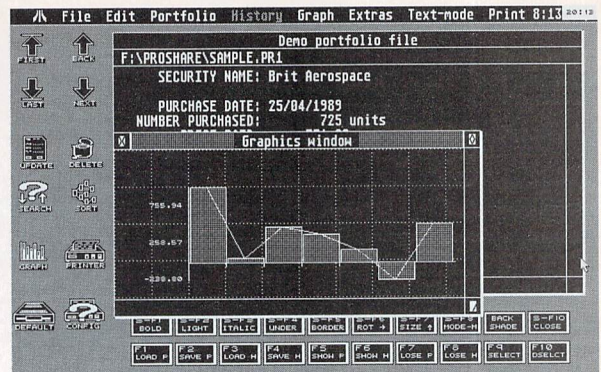 File Edit Portfolio History Graph Extras Text-mode Print 8:13 20:13
Demo portfolio file
F:\PROSHARE\SAMPLE.PR1
SECURITY NAME: Brit Aerospace
PURCHASE DATE: 25/04/1989
NUMBER PURCHASED: 725 units
Graphics window
755.94
258.57
-239.80
FIRST BACK
LAST NEXT
UPDATE DELETE
SEARCH SORT
GRAPH PRINTER
DEFAULT CONFIG
BOLD LIGHT ITALIC UNDER BORDER ROT → SIZE ↑ MODE-M BACK SHADE S-F10 CLOSE
F1 LOAD P F2 SAVE P F3 LOAD H F4 SAVE H F5 SHOW P F6 SHOW H F7 LOSE P F8 LOSE H F9 SELECT F10 DSELCT